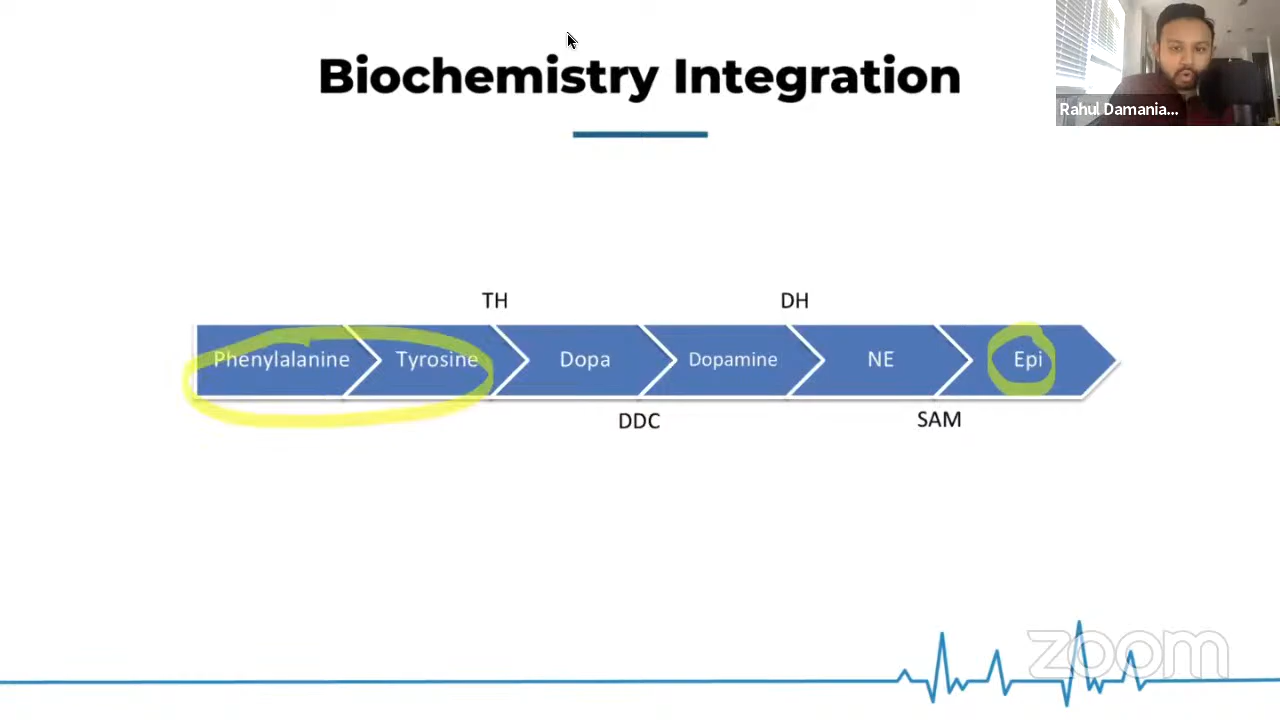 Biochemistry Integration
Rahul Damania...
TH
DH
Phenylalanine
Tyrosine
Dopa
Dopamine
NE
Epi
DDC
SAM
zoom